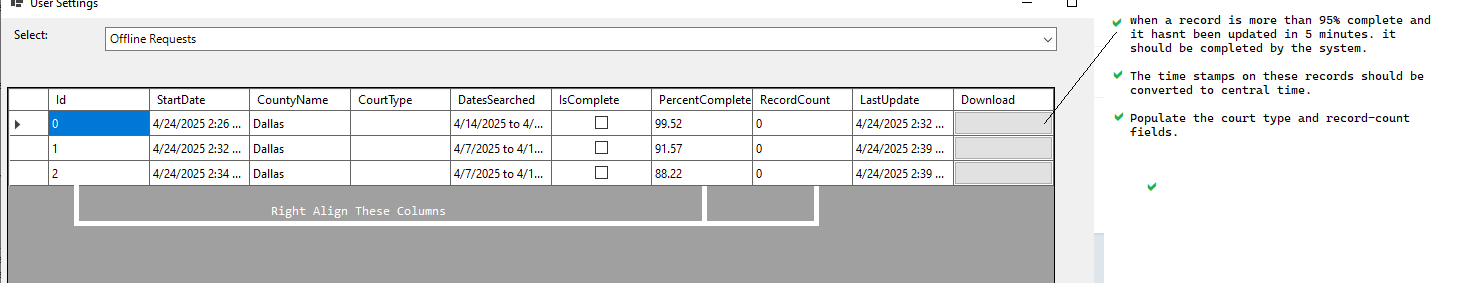 User Settings
Select:
Offline Requests
Id StartDate CountyName CourtType DatesSearched IsComplete PercentComplete RecordCount LastUpdate Download
0 4/24/2025 2:26 ... Dallas 4/14/2025 to 4/... 99.52 0 4/24/2025 2:32 ...
1 4/24/2025 2:32 ... Dallas 4/7/2025 to 4/1... 91.57 0 4/24/2025 2:39 ...
2 4/24/2025 2:34 ... Dallas 4/7/2025 to 4/1... 88.22 0 4/24/2025 2:39 ...
Right Align These Columns
when a record is more than 95% complete and
it hasnt been updated in 5 minutes. it
should be completed by the system.
The time stamps on these records should be
converted to central time.
Populate the court type and record-count
fields.